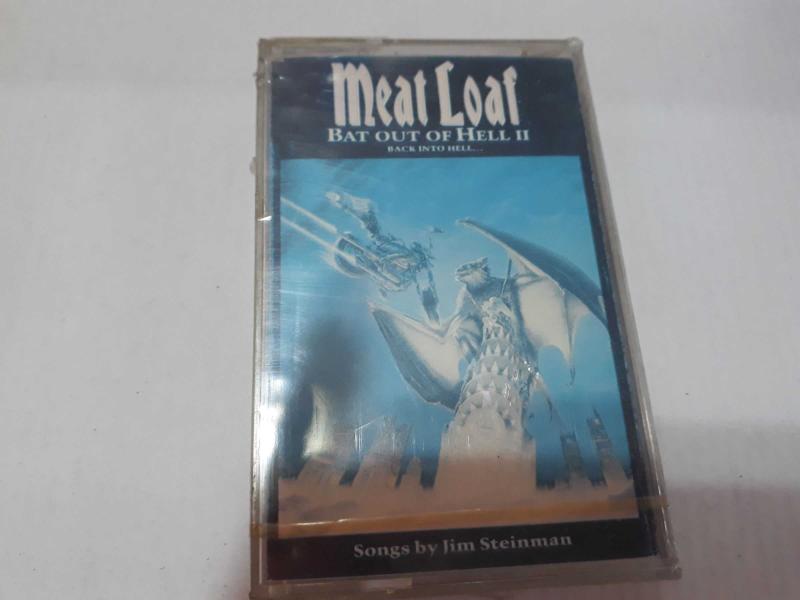 Meat Loaf
BAT OUT OF HELL II
BACK INTO HELL...
Songs by Jim Steinman